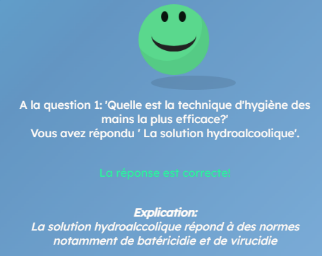 A la question 1: 'Quelle est la technique d'hygiène des
mains la plus efficace?'
Vous avez répondu ' La solution hydroalcoolique'.
La réponse est correcte!
Explication:
La solution hydroalccolique répond à des normes
notamment de batéricidie et de virucidie